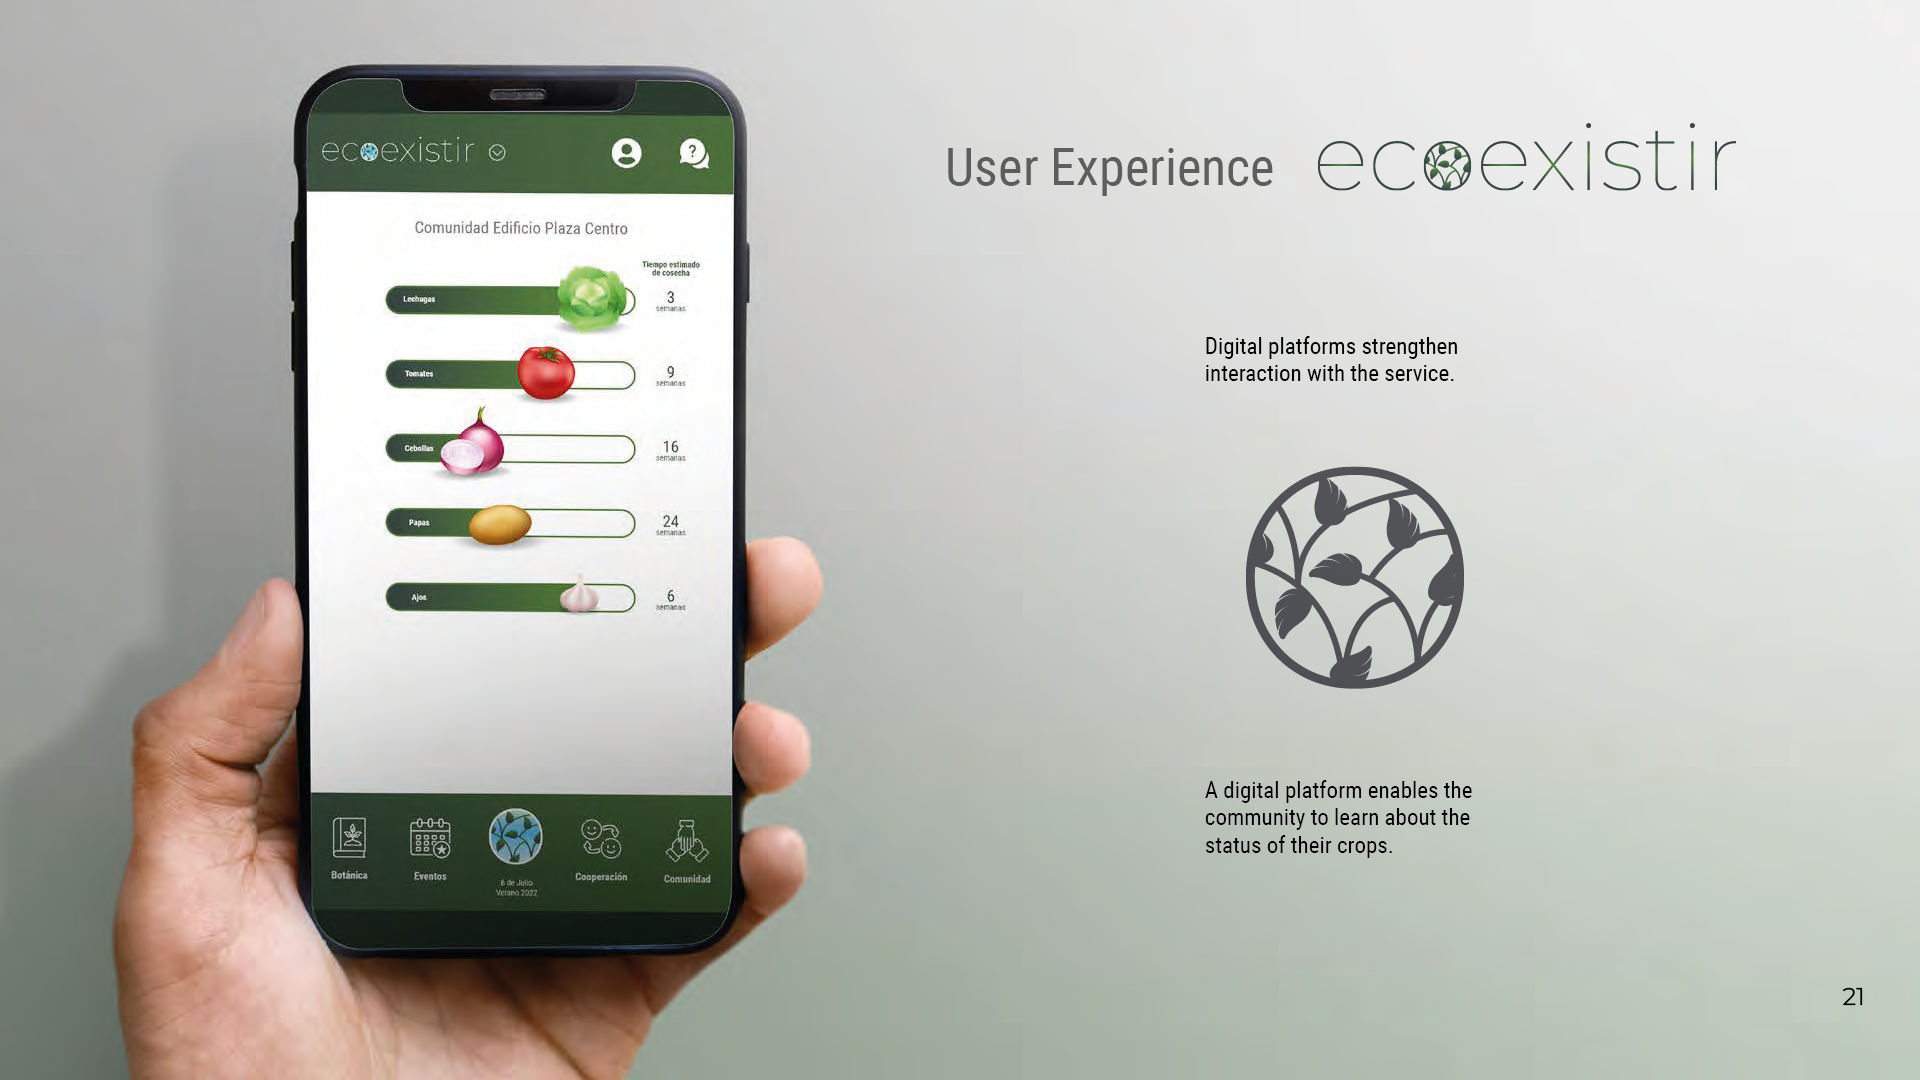 ecoexistir
Comunidad Edificio Plaza Centro
Tiempo estimado
de cosecha
Lechugas
3
semanas
Tomates
9
semanas
Cebollas
16
semanas
Papas
24
semanas
Ajos
6
semanas
Botánica
Eventos
6 de Julio
Verano 2022
Cooperación
Comunidad
User Experience ecoexistir
Digital platforms strengthen
interaction with the service.
A digital platform enables the
community to learn about the
status of their crops.
21